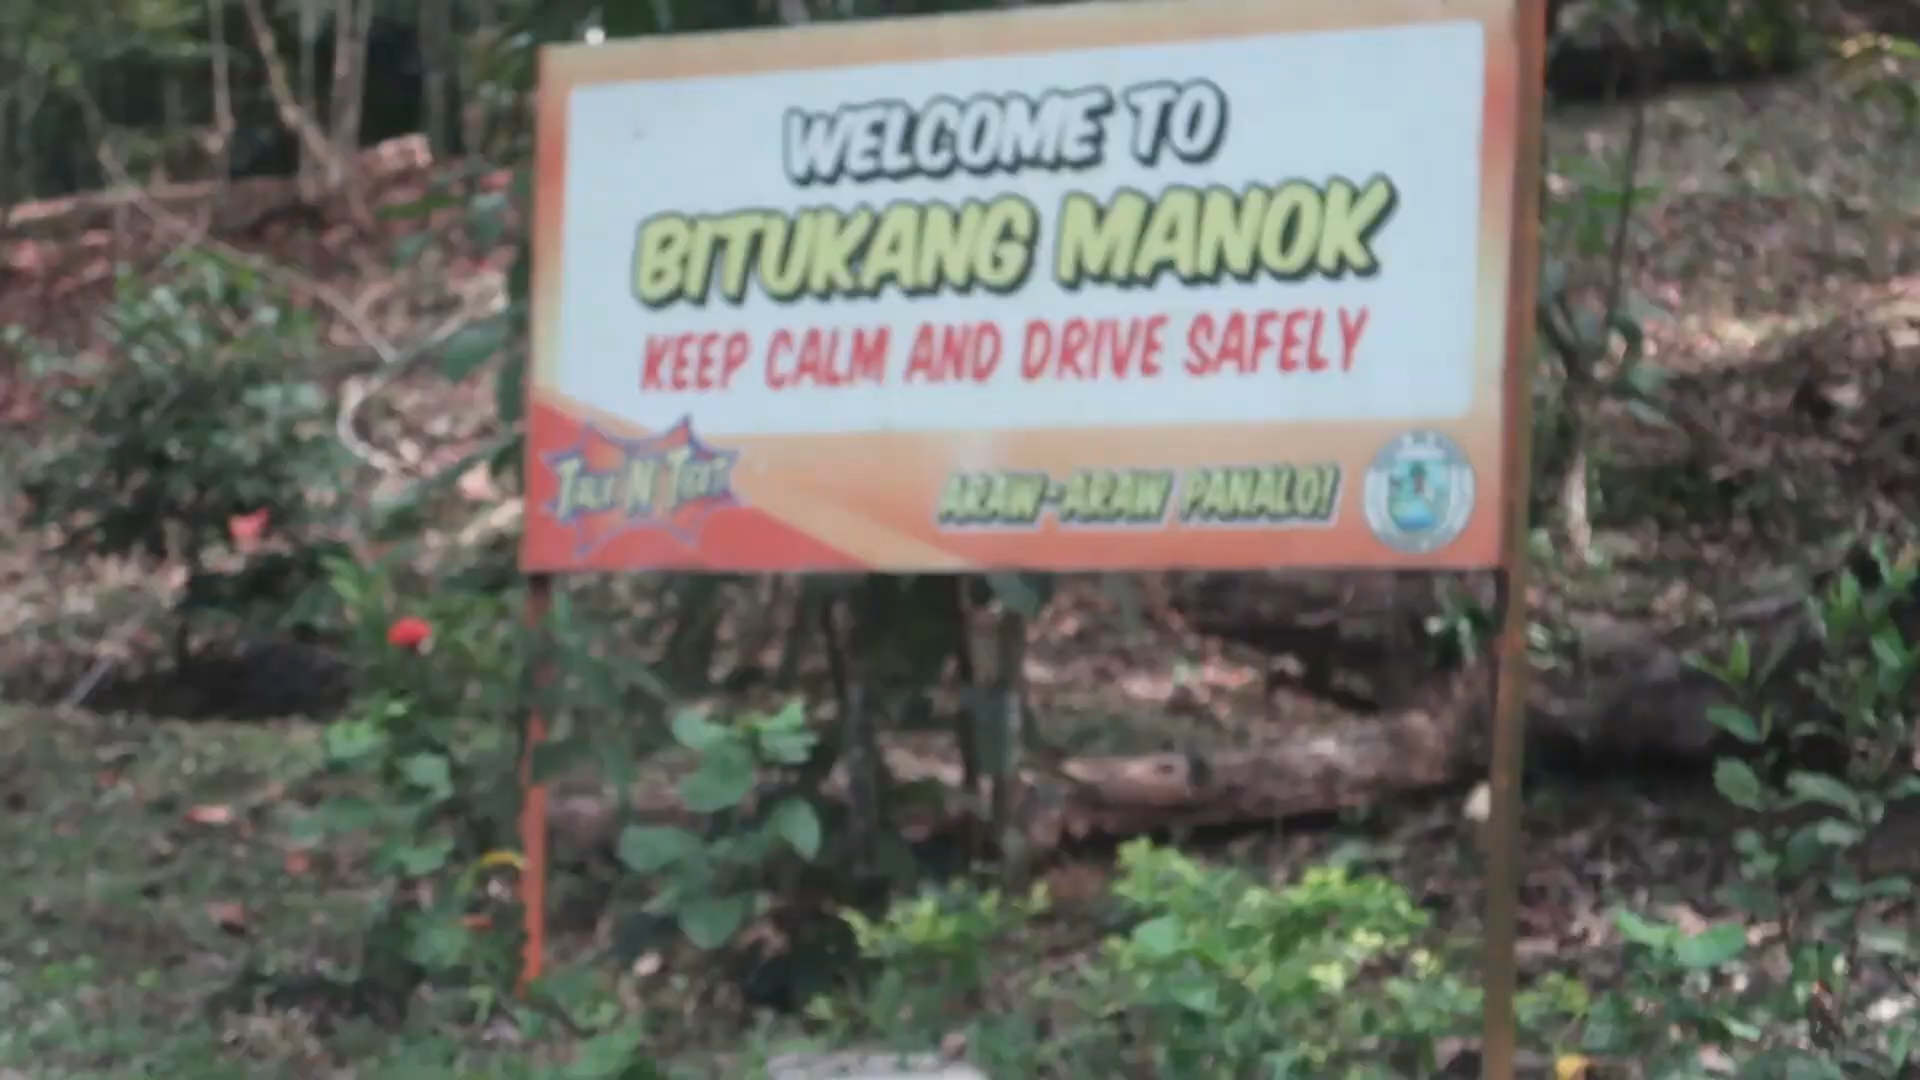 WELCOME TO
BITUKANG MANOK
KEEP CALM AND DRIVE SAFELY
TALK 'N TEXT
ARAW-ARAW PANALO!